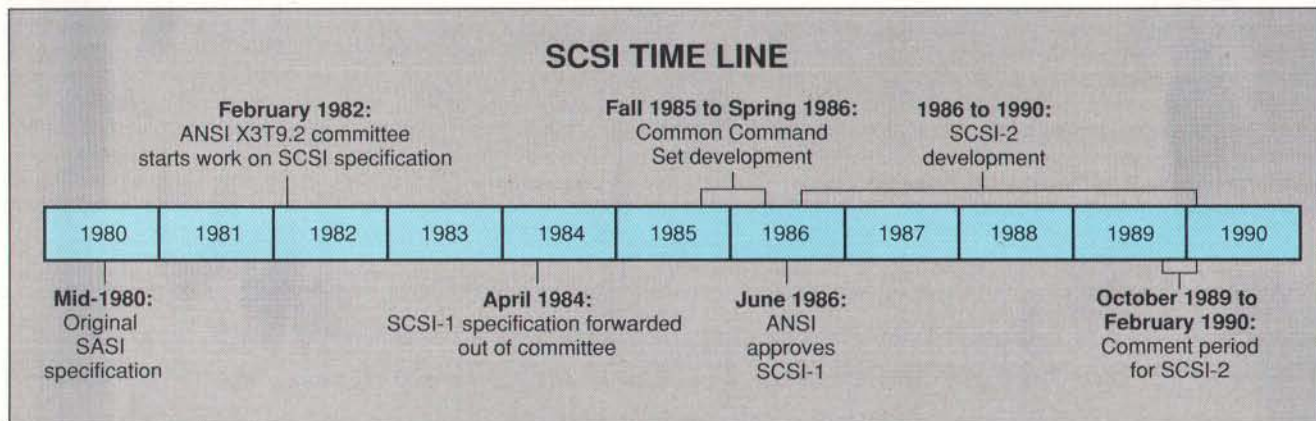 SCSI TIME LINE
February 1982:
ANSI X3T9.2 committee
starts work on SCSI specification
Fall 1985 to Spring 1986:
Common Command
Set development
1986 to 1990:
SCSI-2
development
1980
1981
1982
1983
1984
1985
1986
1987
1988
1989
1990
Mid-1980:
Original
SASI
specification
April 1984:
SCSI-1 specification forwarded
out of committee
June 1986:
ANSI
approves
SCSI-1
October 1989 to
February 1990:
Comment period
for SCSI-2